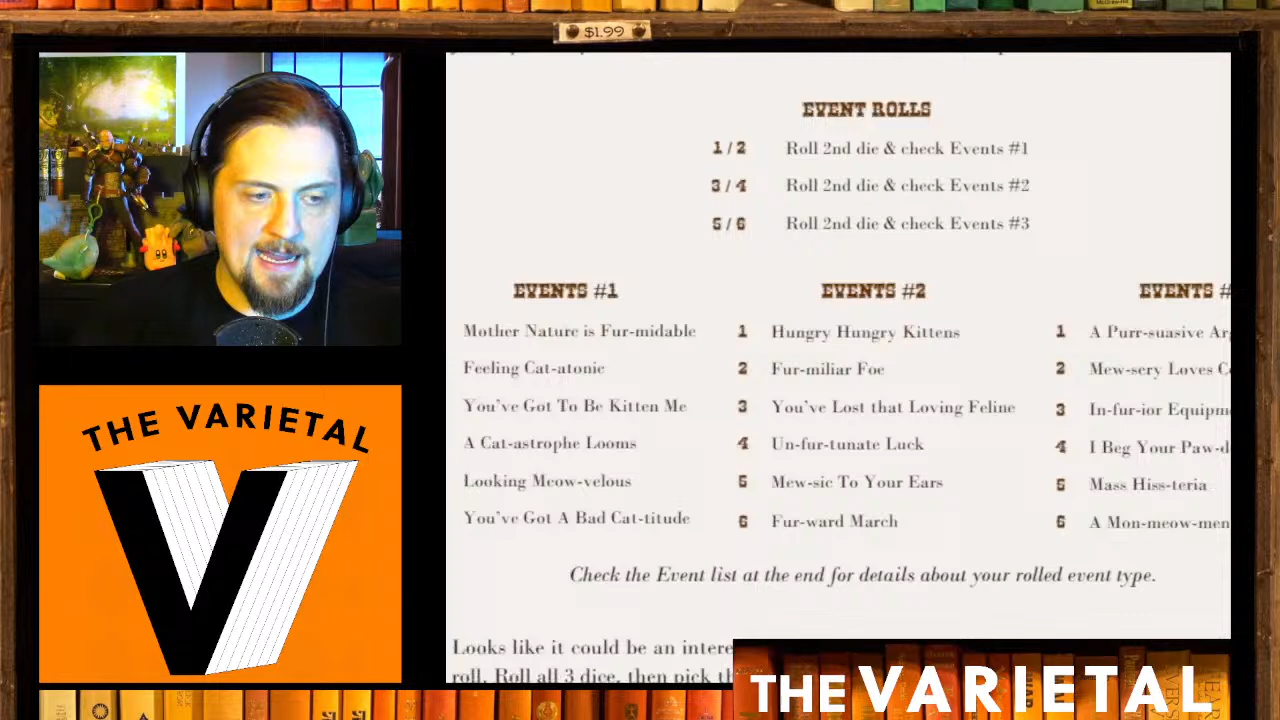 $1.99
EVENT ROLLS
1 / 2 Roll 2nd die & check Events #1
3 / 4 Roll 2nd die & check Events #2
5 / 6 Roll 2nd die & check Events #3
EVENTS #1 EVENTS #2 EVENTS #
Mother Nature is Fur-midable 1 Hungry Hungry Kittens 1 A Purr-suasive
Feeling Cat-atonic 2 Fur-miliar Foe 2 Mew-sery Loves
You've Got To Be Kitten Me 3 You've Lost that Loving Feline 3 In-fur-ior
A Cat-astrophe Looms 4 Un-fur-tunate Luck 4 I Beg Your
Looking Meow-velous 5 Mew-sic To Your Ears 5 Mass Hiss-teria
You've Got A Bad Cat-titude 6 Fur-ward March 6 A Mon-meow-men
Check the Event list at the end for details about your rolled event type.
Looks like it could be an
roll. Roll all 3 dice, then pick
THE VARIETAL
V
THE VARIETAL